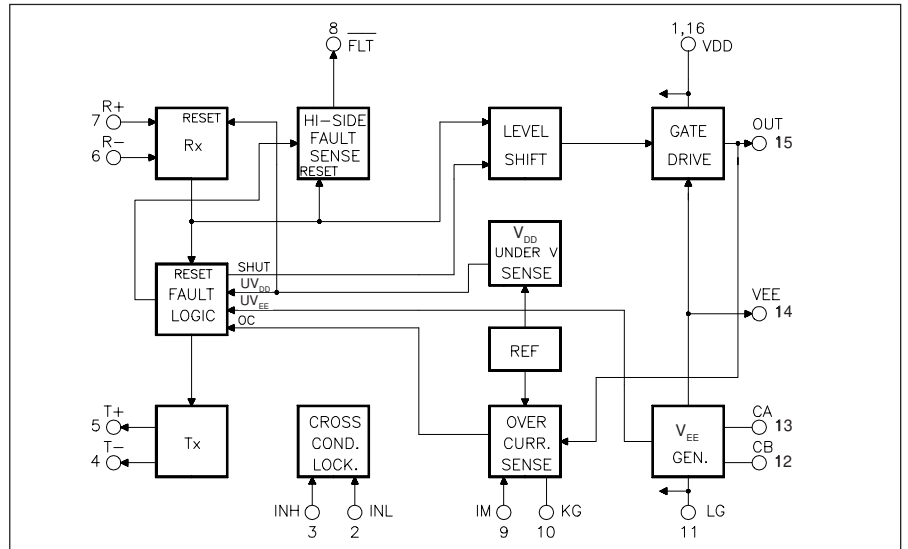 8
FLT
1,16
VDD
R+
7
R-
6
RESET
Rx
HI-SIDE
FAULT
SENSE
RESET
LEVEL
SHIFT
GATE
DRIVE
OUT
15
RESET
FAULT
LOGIC
SHUT
UVDD
UVEE
OC
VDD
UNDER V
SENSE
VEE
14
REF
T+
5
T-
4
Tx
CROSS
COND.
LOCK.
OVER
CURR.
SENSE
VEE
GEN.
CA
13
CB
12
INH
3
INL
2
IM
9
KG
10
LG
11